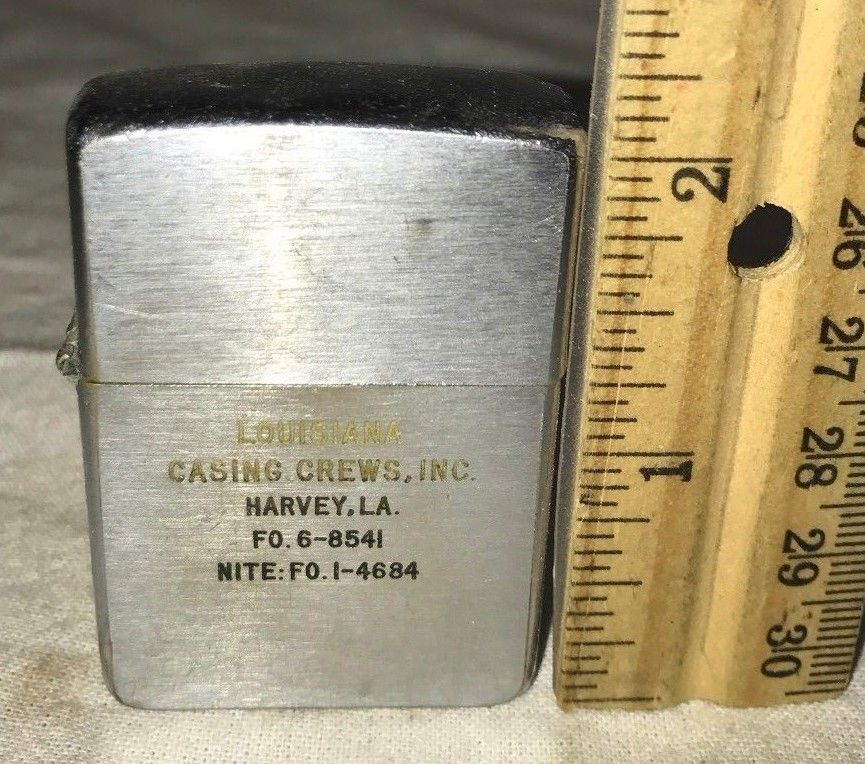 LOUISIANA
CASING CREWS, INC.
HARVEY, LA.
FO. 6-8541
NITE: FO. 1-4684
2
1
26
27
28
29
30